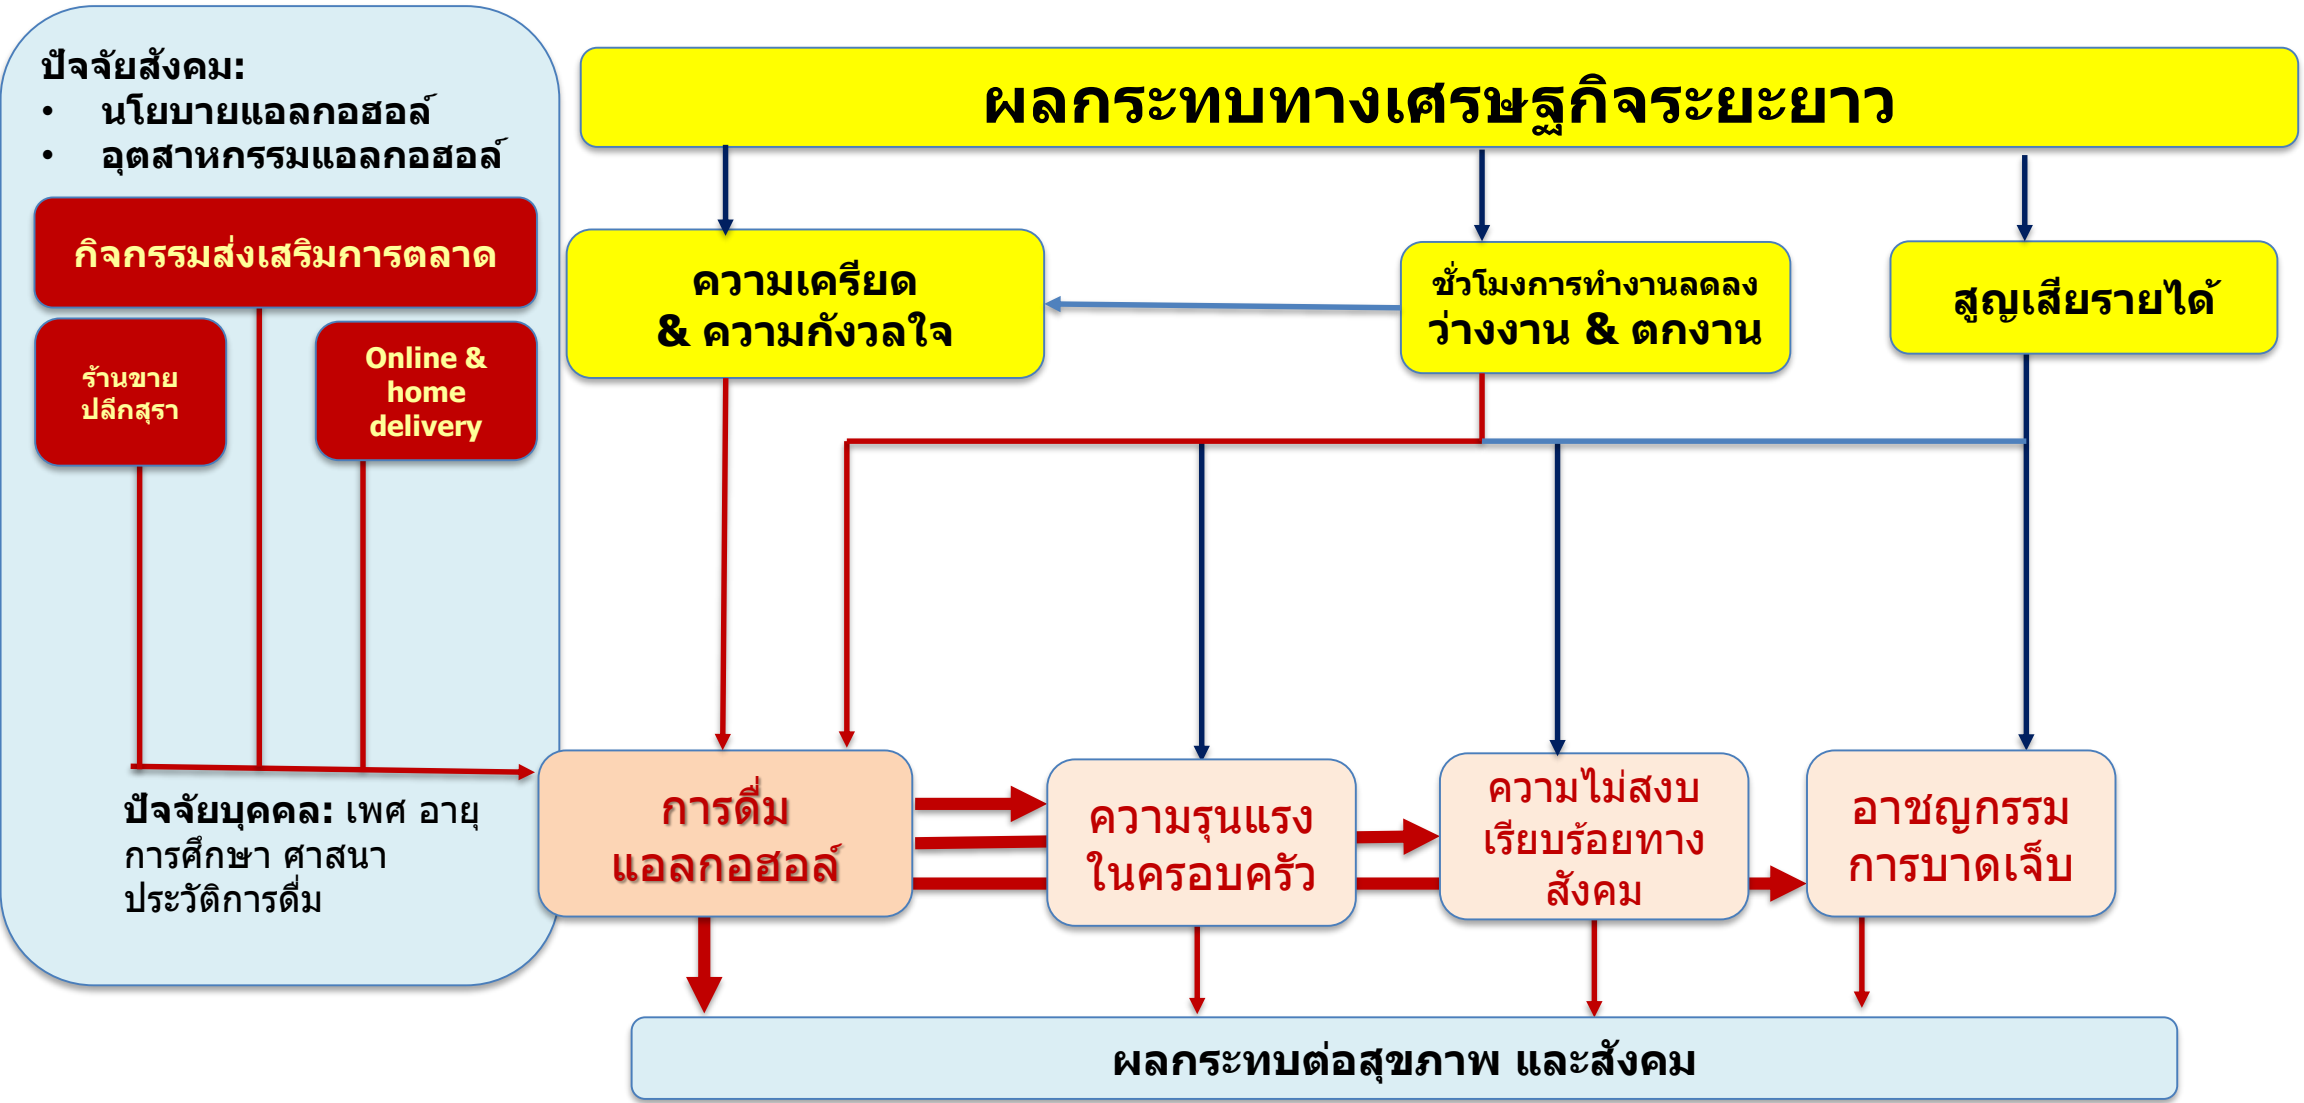 ปัจจัยสังคม:
• นโยบายแอลกอฮอล์
• อุตสาหกรรมแอลกอฮอล์
กิจกรรมส่งเสริมการตลาด
ร้านขาย
ปลีกสุรา
Online &
home
delivery
ปัจจัยบุคคล: เพศ อายุ
การศึกษา ศาสนา
ประวัติการดื่ม
ผลกระทบทางเศรษฐกิจระยะยาว
ความเครียด
& ความกังวลใจ
ชั่วโมงการทำงานลดลง
ว่างงาน & ตกงาน
สูญเสียรายได้
การดื่ม
แอลกอฮอล์
ความรุนแรง
ในครอบครัว
ความไม่สงบ
เรียบร้อยทาง
สังคม
อาชญกรรม
การบาดเจ็บ
ผลกระทบต่อสุขภาพ และสังคม